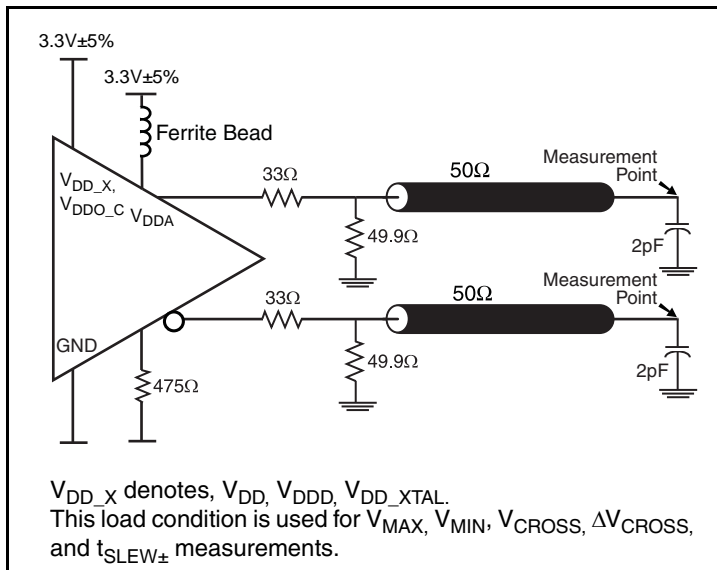 3.3V±5%
3.3V±5%
Ferrite Bead
V_DD_X,
V_DDO_C
V_DDA
GND
475Ω
33Ω
49.9Ω
50Ω
Measurement
Point
2pF
33Ω
49.9Ω
50Ω
Measurement
Point
2pF
V_DD_X denotes, V_DD, V_DDD, V_DD_XTAL.
This load condition is used for V_MAX, V_MIN, V_CROSS, ΔV_CROSS,
and t_SLEW± measurements.